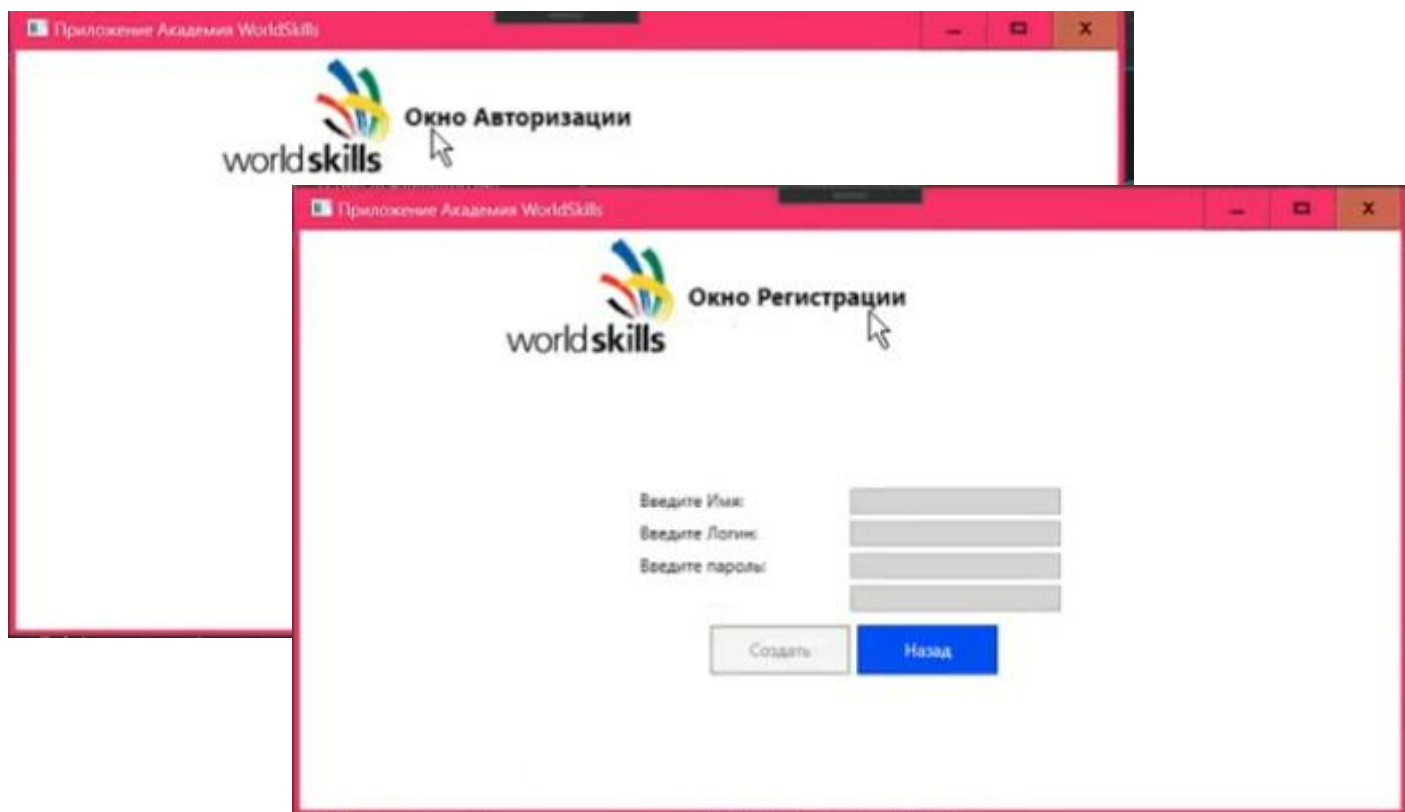 Приложение Академия WorldSkills
Окно Авторизации
worldskills
Приложение Академия WorldSkills
Окно Регистрации
worldskills
Введите Имя:
Введите Логин:
Введите пароль:
Создать
Назад